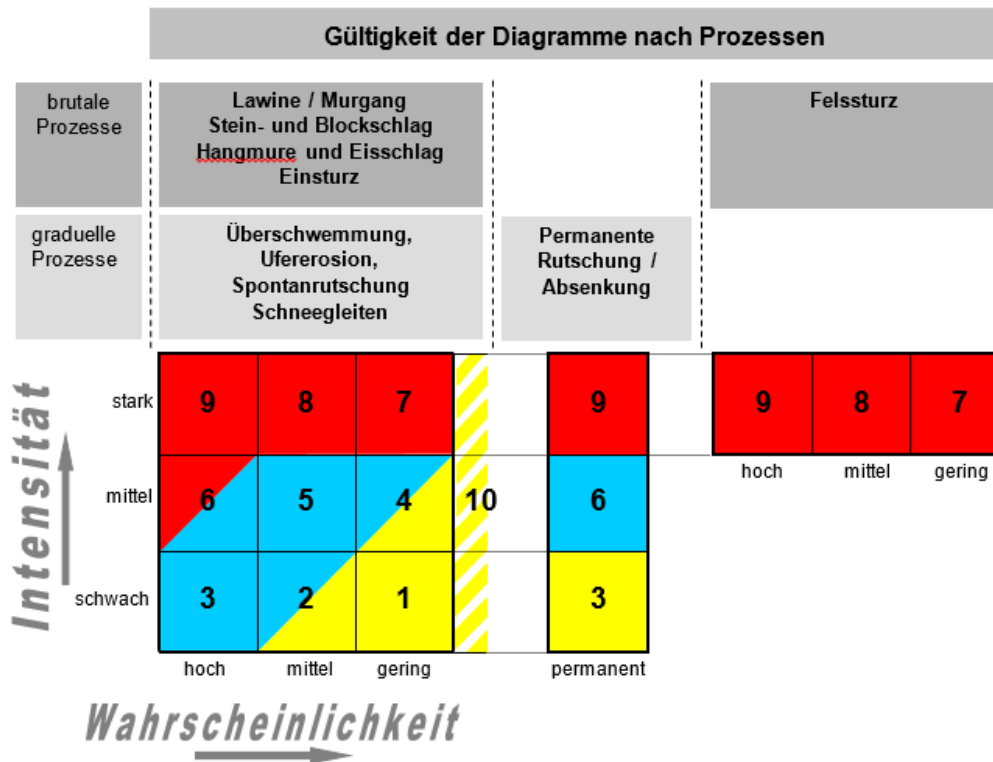 Gültigkeit der Diagramme nach Prozessen
brutale
Prozesse
Lawine / Murgang
Stein- und Blockschlag
Hangmure und Eisschlag
Einsturz
Felssturz
graduelle
Prozesse
Überschwemmung,
Ufererosion,
Spontanrutschung
Schneegleiten
Permanente
Rutschung /
Absenkung
Intensität
stark
9 8 7
9
9 8 7
hoch mittel gering
mittel
6 5 4 10
6
schwach
3 2 1
3
hoch mittel gering
permanent
Wahrscheinlichkeit